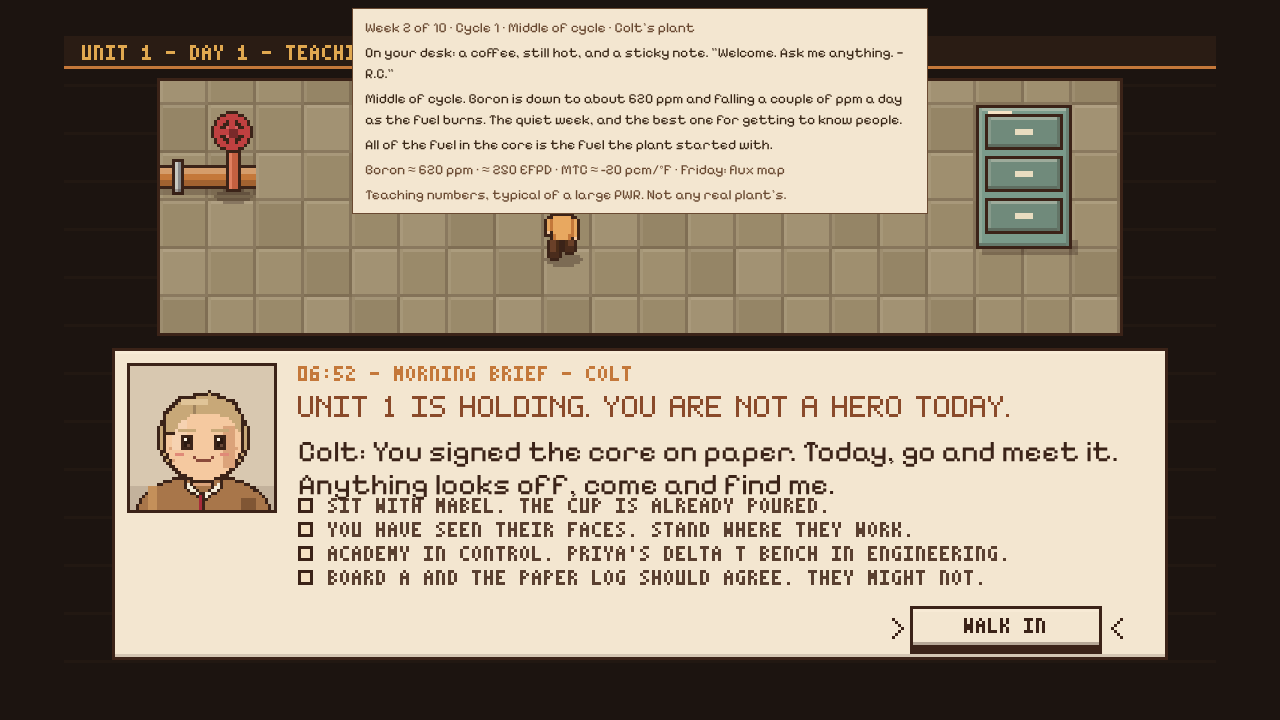 UNIT 1 - DAY 1 - TEACHI
Week 2 of 10 · Cycle 1 · Middle of cycle · Colt's plant
On your desk: a coffee, still hot, and a sticky note. "Welcome. Ask me anything. -
R.C."
Middle of cycle. Boron is down to about 620 ppm and falling a couple of ppm a day
as the fuel burns. The quiet week, and the best one for getting to know people.
All of the fuel in the core is the fuel the plant started with.
Boron ≈ 620 ppm · ≈ 280 EFPD · MTC ≈ -20 pcm/°F · Friday: Aux map
Teaching numbers, typical of a large PWR. Not any real plant's.
06:52 - MORNING BRIEF - COLT
UNIT 1 IS HOLDING. YOU ARE NOT A HERO TODAY.
Colt: You signed the core on paper. Today, go and meet it.
Anything looks off, come and find me.
SIT WITH MABEL. THE CUP IS ALREADY POURED.
YOU HAVE SEEN THEIR FACES. STAND WHERE THEY WORK.
ACADEMY IN CONTROL. PRIYA'S DELTA T BENCH IN ENGINEERING.
BOARD A AND THE PAPER LOG SHOULD AGREE. THEY MIGHT NOT.
> WALK IN <